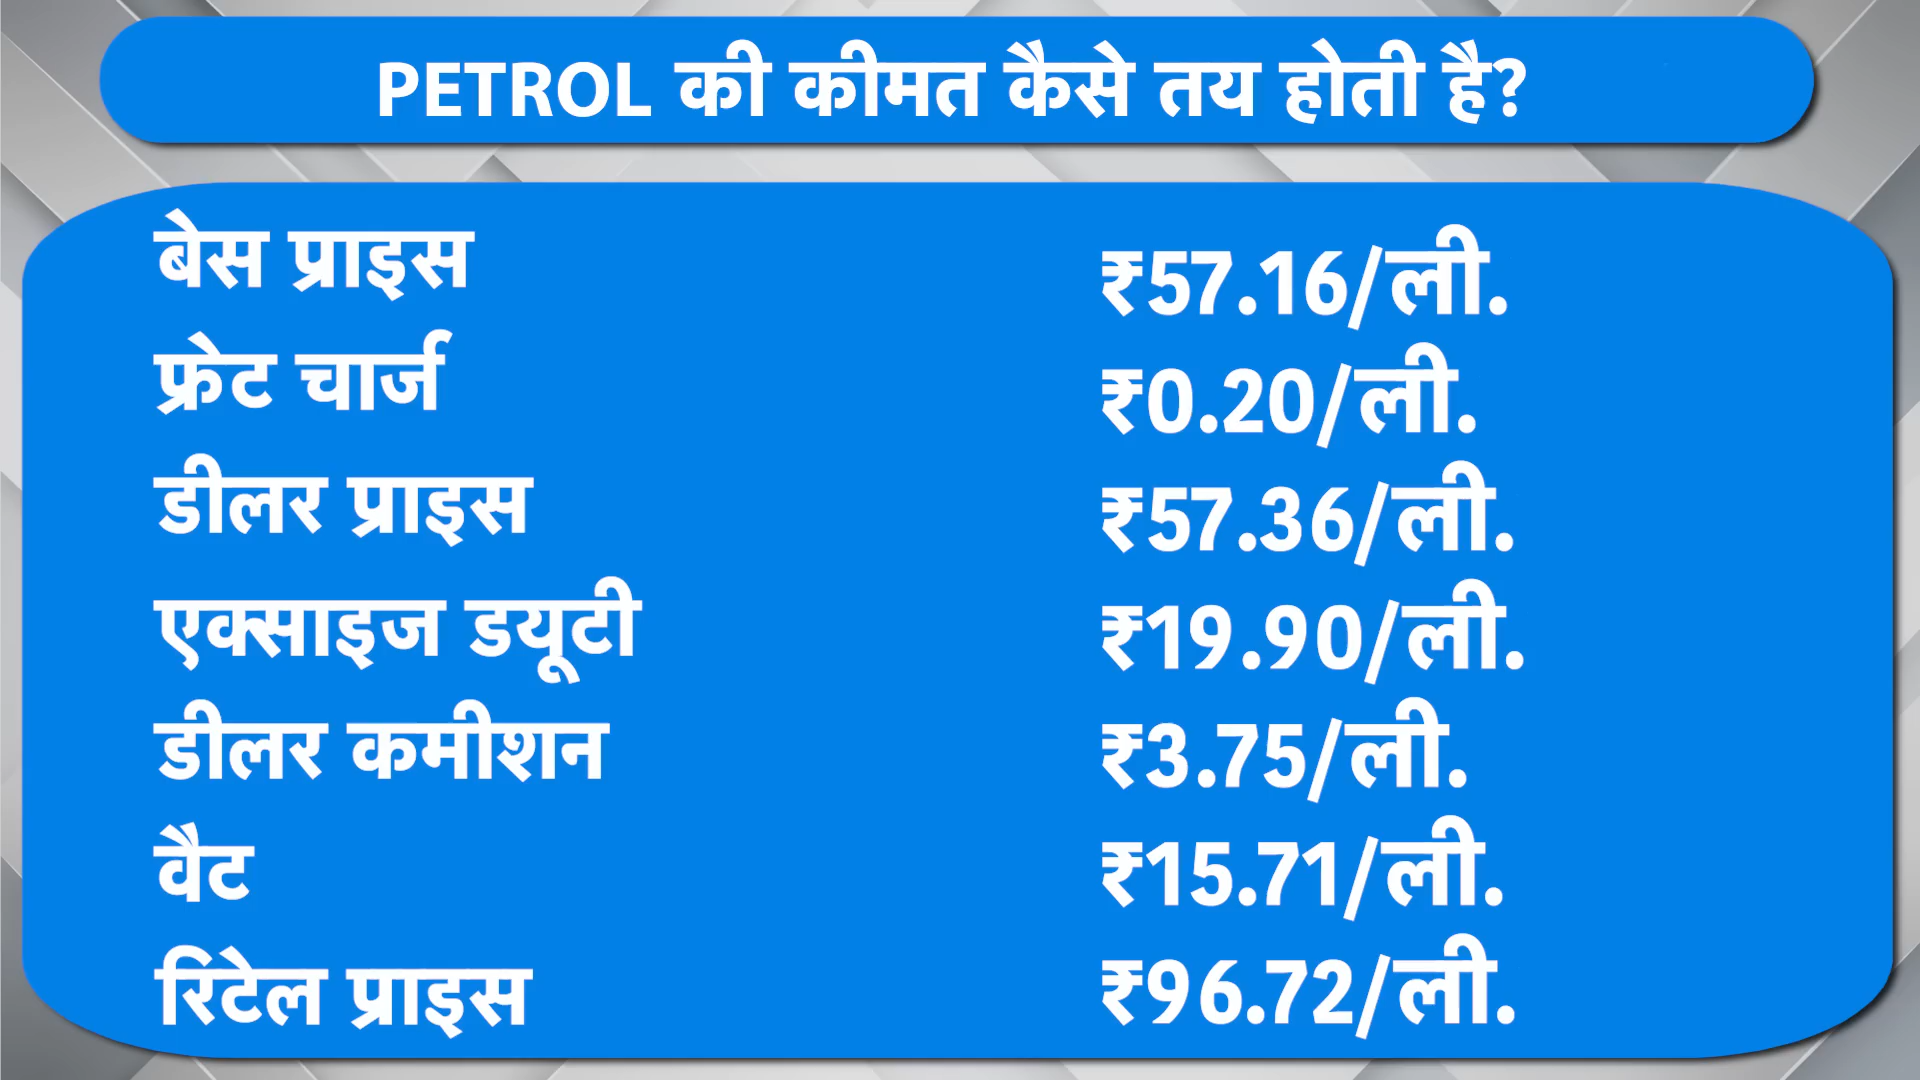 PETROL की कीमत कैसे तय होती है?
बेस प्राइस ₹57.16/ली.
फ्रेट चार्ज ₹0.20/ली.
डीलर प्राइस ₹57.36/ली.
एक्साइज डयूटी ₹19.90/ली.
डीलर कमीशन ₹3.75/ली.
वैट ₹15.71/ली.
रिटेल प्राइस ₹96.72/ली.